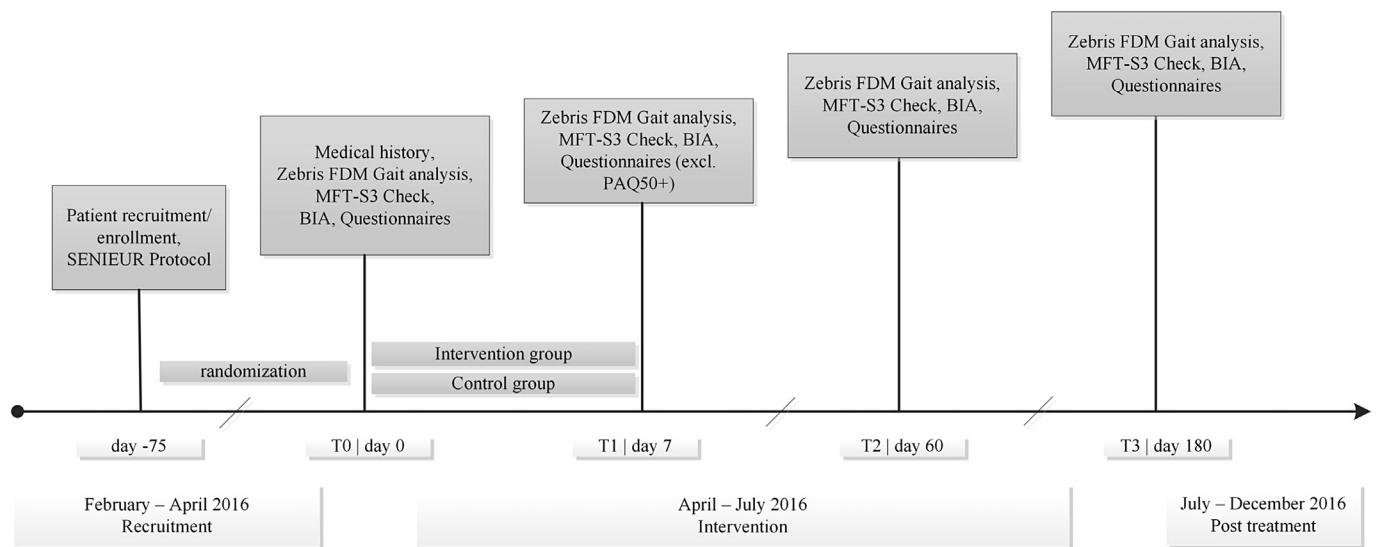 Patient recruitment/
enrollment,
SENIEUR Protocol
Medical history,
Zebris FDM Gait analysis,
MFT-S3 Check,
BIA, Questionnaires
Zebris FDM Gait analysis,
MFT-S3 Check, BIA,
Questionnaires (excl.
PAQ50+)
Zebris FDM Gait analysis,
MFT-S3 Check, BIA,
Questionnaires
Zebris FDM Gait analysis,
MFT-S3 Check, BIA,
Questionnaires
randomization
Intervention group
Control group
day -75
T0 | day 0
T1 | day 7
T2 | day 60
T3 | day 180
February – April 2016
Recruitment
April – July 2016
Intervention
July – December 2016
Post treatment